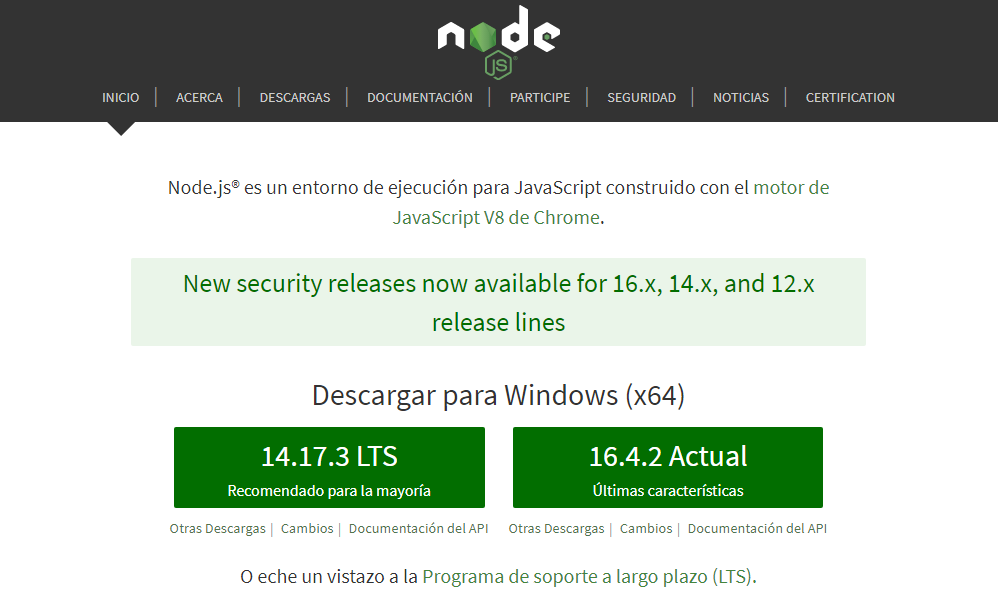 node
JS
INICIO | ACERCA | DESCARGAS | DOCUMENTACIÓN | PARTICIPE | SEGURIDAD | NOTICIAS | CERTIFICATION
Node.js® es un entorno de ejecución para JavaScript construido con el motor de
JavaScript V8 de Chrome.
New security releases now available for 16.x, 14.x, and 12.x
release lines
Descargar para Windows (x64)
14.17.3 LTS
Recomendado para la mayoría
16.4.2 Actual
Últimas características
Otras Descargas | Cambios | Documentación del API
Otras Descargas | Cambios | Documentación del API
O eche un vistazo a la Programa de soporte a largo plazo (LTS).